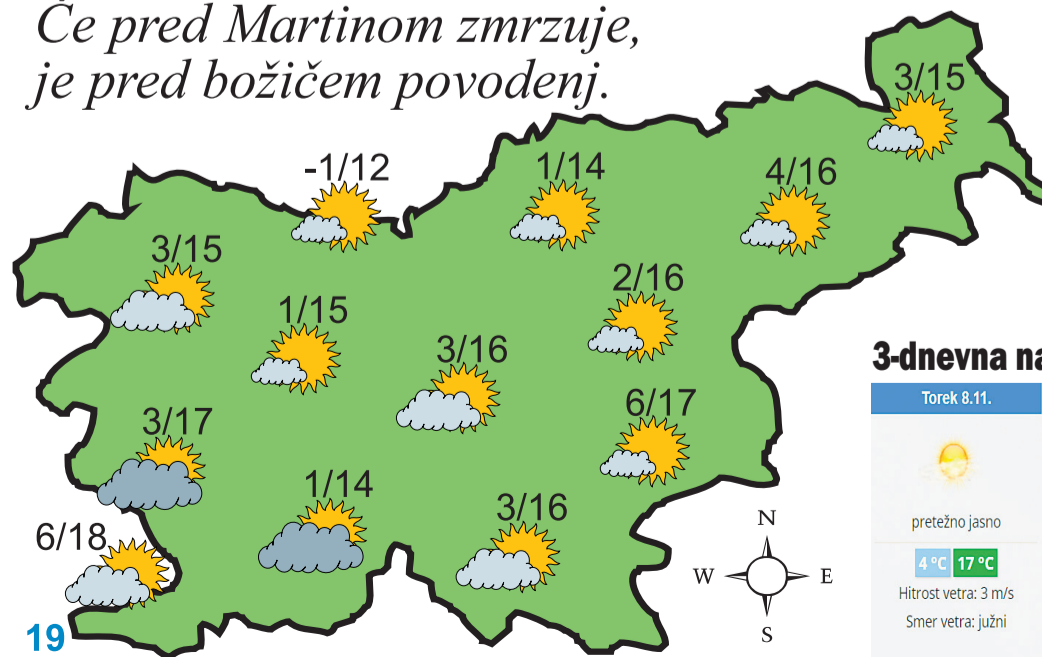 Če pred Martinom zmrzuje,
je pred božičem povodenj.
3/15
-1/12
1/14
4/16
3/15
2/16
1/15
3/16
6/17
3/17
1/14
3/16
6/18
19
N
W E
S
3-dnevna na
Torek 8.11.
pretežno jasno
4 °C 17 °C
Hitrost vetra: 3 m/s
Smer vetra: južni